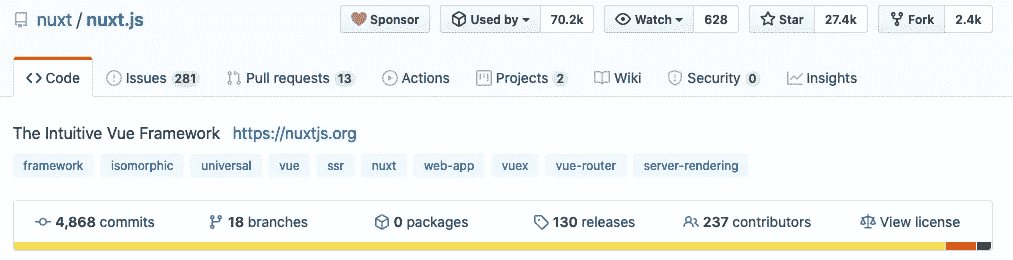 nuxt / nuxt.js Sponsor Used by 70.2k Watch 628 Star 27.4k Fork 2.4k
Code Issues 281 Pull requests 13 Actions Projects 2 Wiki Security 0 Insights
The Intuitive Vue Framework https://nuxtjs.org
framework isomorphic universal vue ssr nuxt web-app vuex vue-router server-rendering
4,868 commits 18 branches 0 packages 130 releases 237 contributors View license